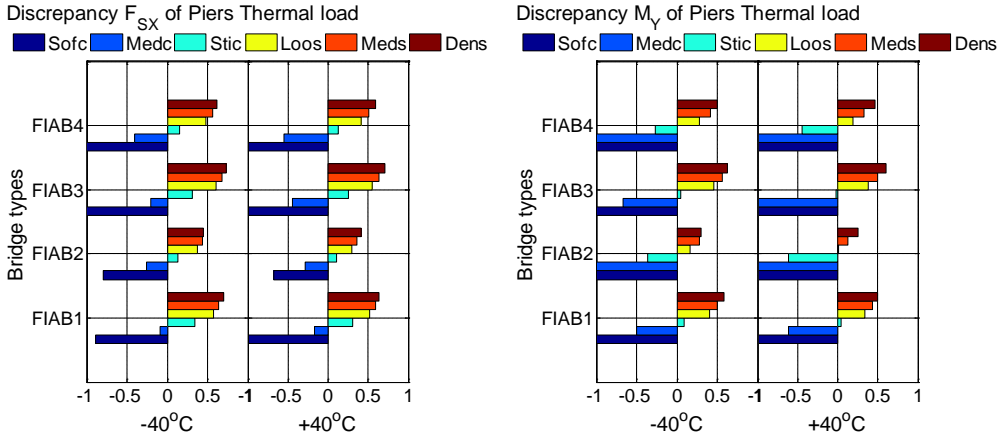 Discrepancy F_SX of Piers Thermal load
Sofc Medc Stic Loos Meds Dens
Bridge types
FIAB4
FIAB3
FIAB2
FIAB1
-1 -0.5 0 0.5 -1 -0.5 0 0.5 1
-40°C +40°C
Discrepancy M_Y of Piers Thermal load
Sofc Medc Stic Loos Meds Dens
Bridge types
FIAB4
FIAB3
FIAB2
FIAB1
-1 -0.5 0 0.5 -1 -0.5 0 0.5 1
-40°C +40°C